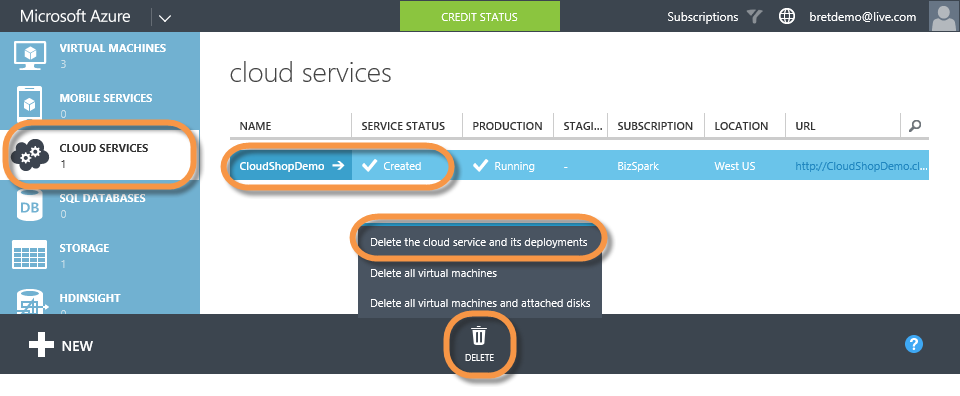 Microsoft Azure
CREDIT STATUS
Subscriptions
bretdemo@live.com
VIRTUAL MACHINES
3
MOBILE SERVICES
0
CLOUD SERVICES
1
SQL DATABASES
0
STORAGE
1
HDINSIGHT
0
DB
cloud services
NAME SERVICE STATUS PRODUCTION STAGI... SUBSCRIPTION LOCATION URL
CloudShopDemo → Created Running - BizSpark West US http://CloudShopDemo.cl...
Delete the cloud service and its deployments
Delete all virtual machines
Delete all virtual machines and attached disks
NEW
DELETE
?